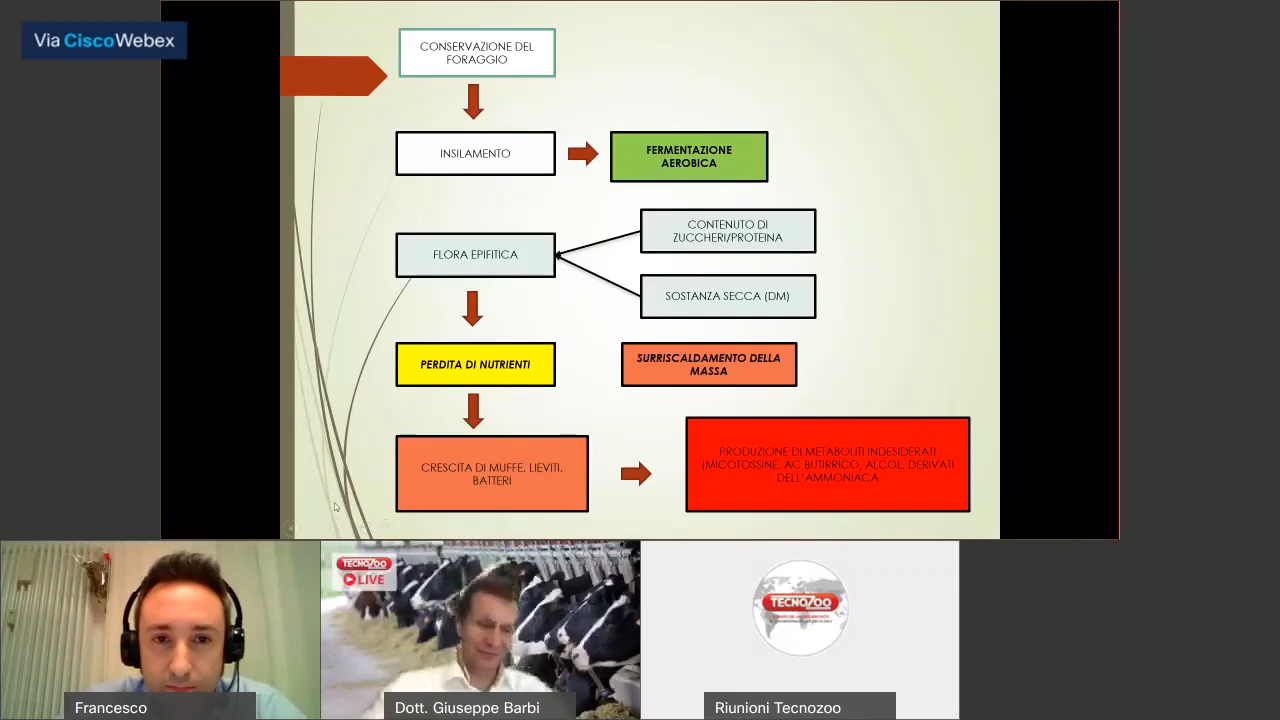 Via CiscoWebex
CONSERVAZIONE DEL
FORAGGIO
INSILAMENTO
FERMENTAZIONE
AEROBICA
FLORA EPIFITICA
CONTENUTO DI
ZUCCHERI/PROTEINA
SOSTANZA SECCA (DM)
PERDITA DI NUTRIENTI
SURRISCALDAMENTO DELLA
MASSA
CRESCITA DI MUFFE, LIEVITI,
BATTERI
PRODUZIONE DI METABOLITI INDESIDERATI
(MICOTOSSINE, AC BUTIRRICO, ALCOL, DERIVATI
DELL'AMMONIACA
TECNOZOO
LIVE
TECNOZOO
Francesco
Dott. Giuseppe Barbi
Riunioni Tecnozoo